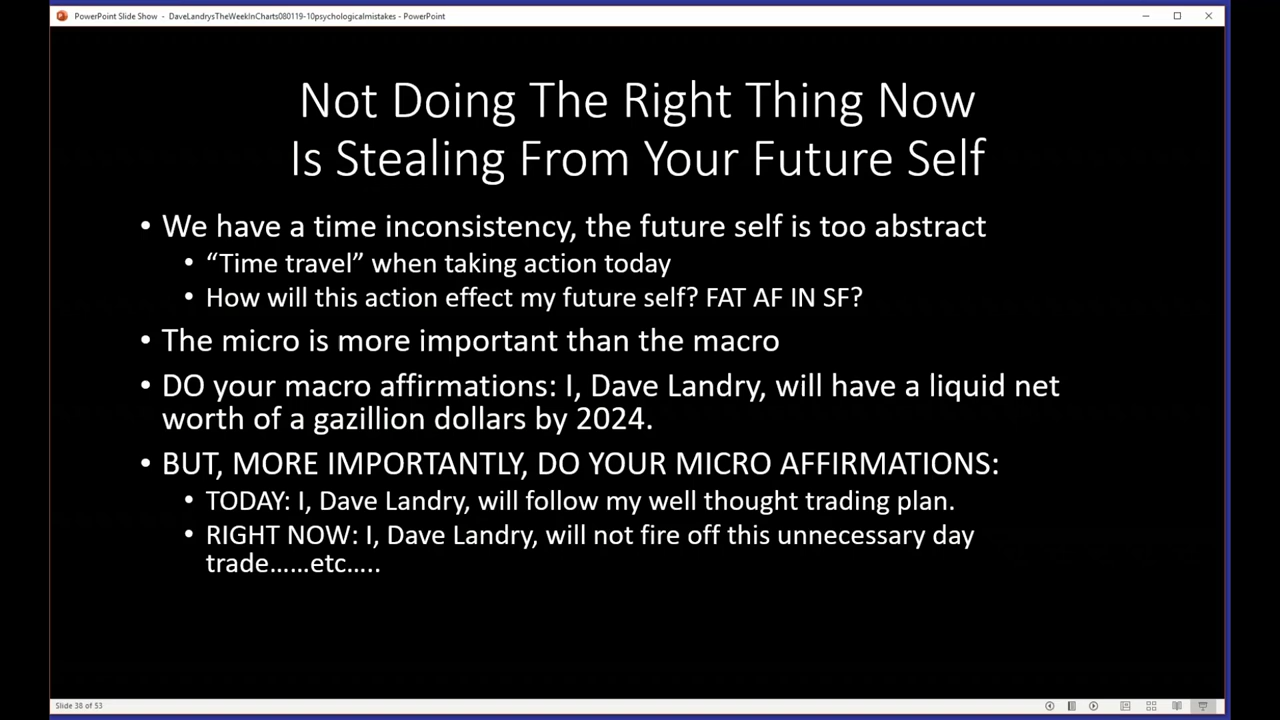 PowerPoint Slide Show - DaveLandrysTheWeekInCharts080119-10psychologicalmistakes - PowerPoint
Not Doing The Right Thing Now
Is Stealing From Your Future Self
• We have a time inconsistency, the future self is too abstract
• “Time travel” when taking action today
• How will this action effect my future self? FAT AF IN SF?
• The micro is more important than the macro
• DO your macro affirmations: I, Dave Landry, will have a liquid net
worth of a gazillion dollars by 2024.
• BUT, MORE IMPORTANTLY, DO YOUR MICRO AFFIRMATIONS:
• TODAY: I, Dave Landry, will follow my well thought trading plan.
• RIGHT NOW: I, Dave Landry, will not fire off this unnecessary day
trade……etc…..
Slide 38 of 53